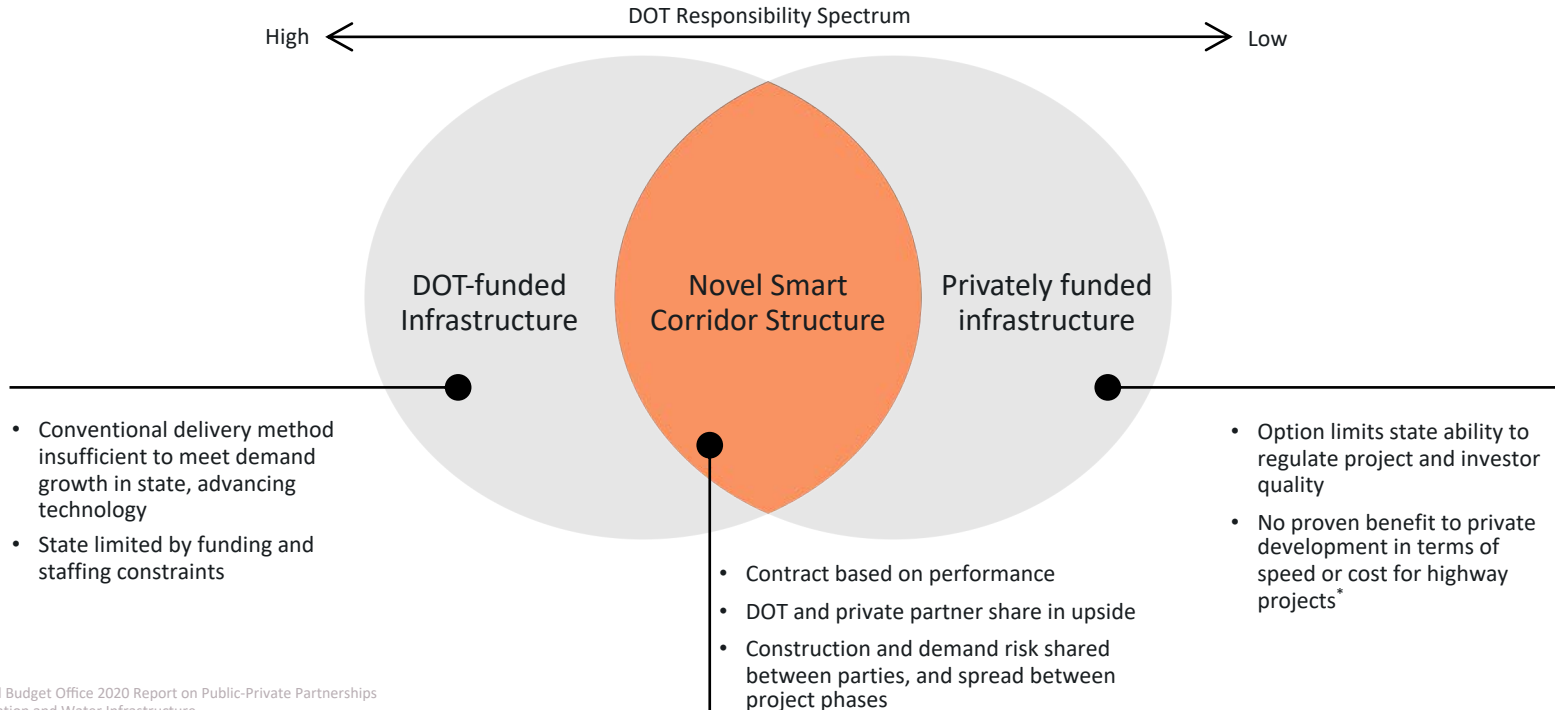 DOT Responsibility Spectrum
High
Low
DOT-funded
Infrastructure
Novel Smart
Corridor Structure
Privately funded
infrastructure
• Conventional delivery method
insufficient to meet demand
growth in state, advancing
technology
• State limited by funding and
staffing constraints
• Contract based on performance
• DOT and private partner share in upside
• Construction and demand risk shared
between parties, and spread between
project phases
• Option limits state ability to
regulate project and investor
quality
• No proven benefit to private
development in terms of
speed or cost for highway
projects*
Budget Office 2020 Report on Public-Private Partnerships
and Water Infrastructure